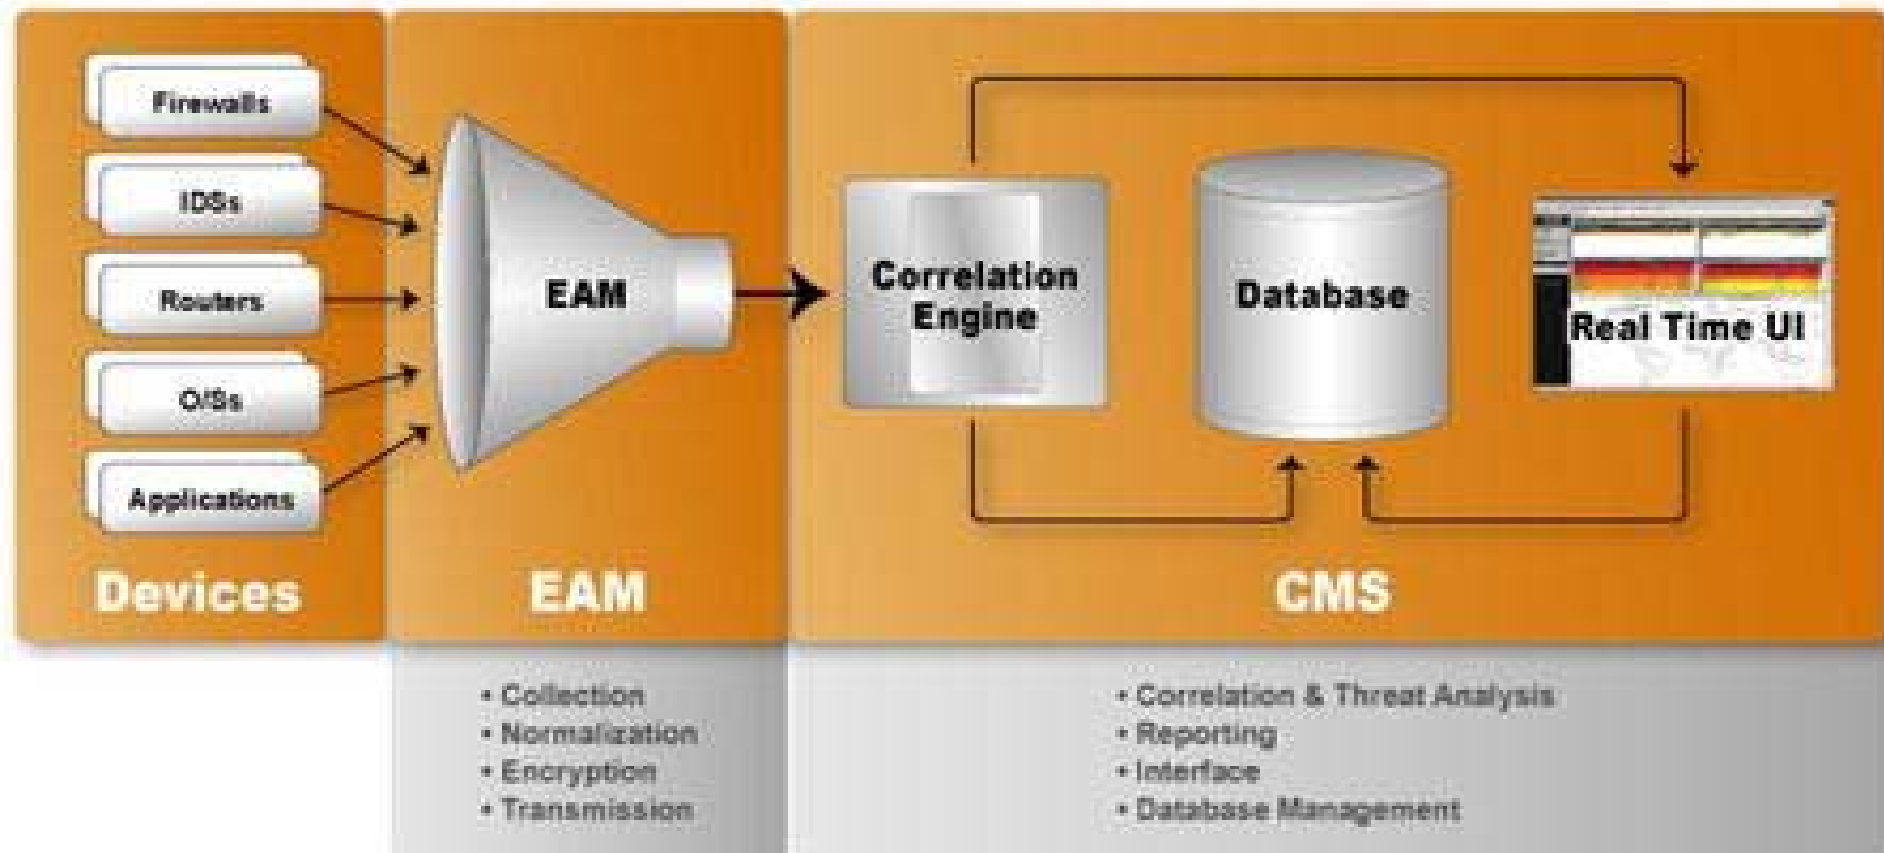 Firewalls
IDSs
Routers
O/Ss
Applications
Devices
EAM
EAM
Correlation
Engine
Database
Real Time UI
CMS
• Collection
• Normalization
• Encryption
• Transmission
• Correlation & Threat Analysis
• Reporting
• Interface
• Database Management